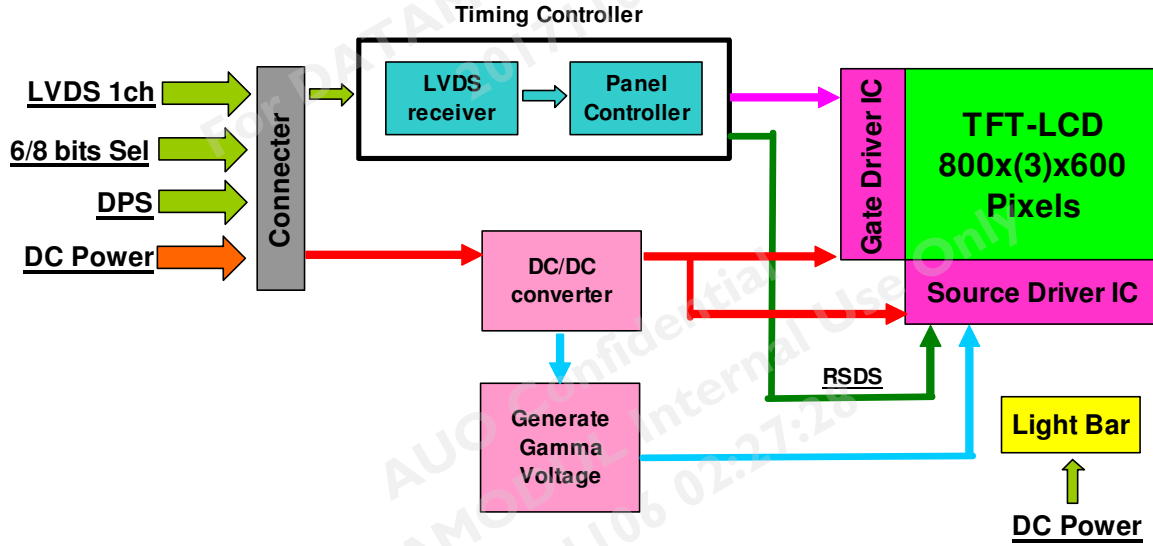 Timing Controller
LVDS 1ch
6/8 bits Sel
DPS
DC Power
Connecter
LVDS
receiver
Panel
Controller
Gate Driver IC
TFT-LCD
800x(3)x600
Pixels
Source Driver IC
DC/DC
converter
RSDS
Generate
Gamma
Voltage
Light Bar
DC Power
AUO Confidential
Internal Use Only